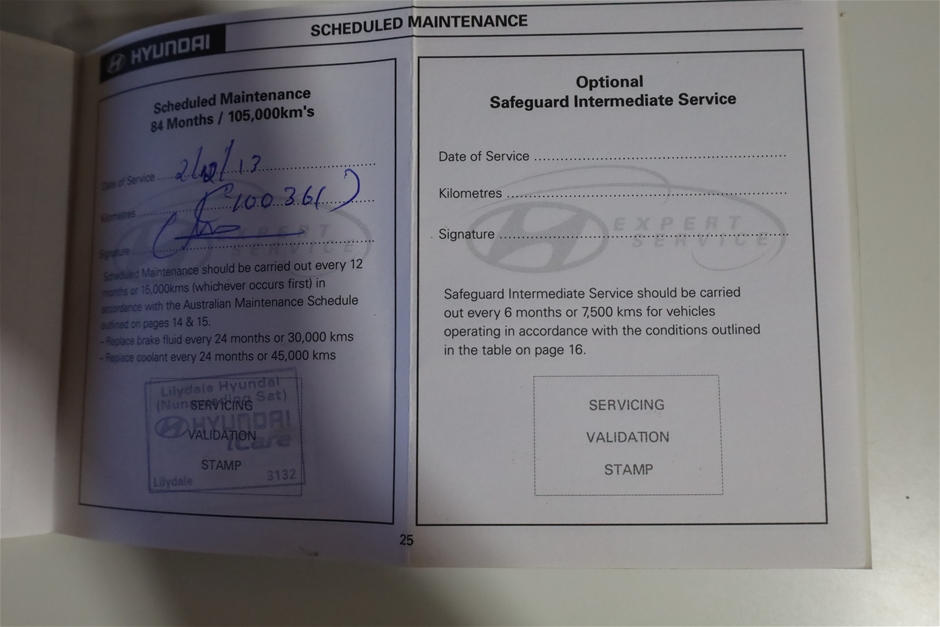 HYUNDAI
SCHEDULED MAINTENANCE
Scheduled Maintenance
84 Months / 105,000km's
Date of Service
Kilometres 100361
Signature
EXPERT
SERVICE
Scheduled Maintenance should be carried out every 12
months or 15,000kms (whichever occurs first) in
accordance with the Australian Maintenance Schedule
outlined on pages 14 & 15.
– Replace brake fluid every 24 months or 30,000 kms
– Replace coolant every 24 months or 45,000 kms
Lilydale Hyundai
SERVICING
HYUNDAI
VALIDATION
iCare
STAMP
Lilydale 3132
25
Optional
Safeguard Intermediate Service
Date of Service
Kilometres
Signature
EXPERT
SERVICE
Safeguard Intermediate Service should be carried
out every 6 months or 7,500 kms for vehicles
operating in accordance with the conditions outlined
in the table on page 16.
SERVICING
VALIDATION
STAMP